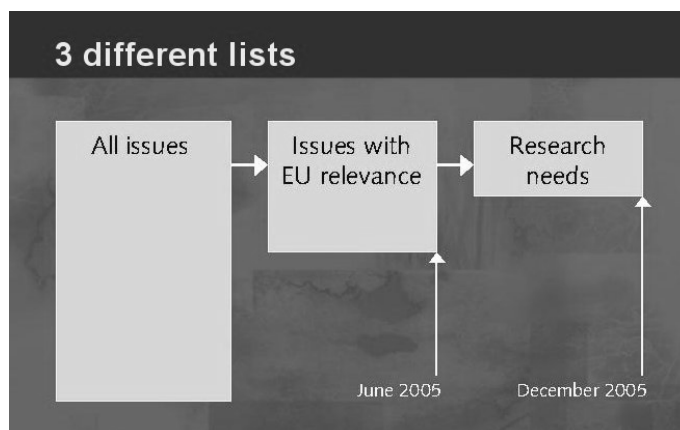 3 different lists
All issues
Issues with
EU relevance
Research
needs
June 2005
December 2005